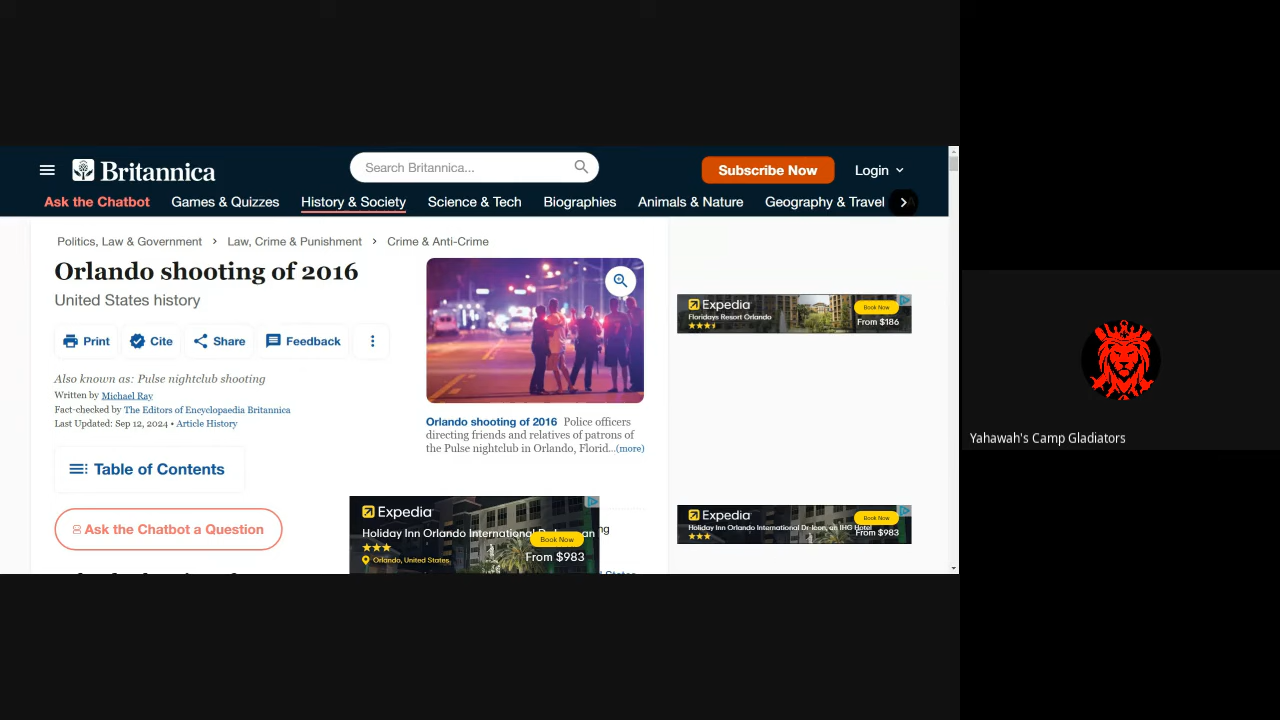 Britannica
Search Britannica...
Subscribe Now
Login
Ask the Chatbot
Games & Quizzes
History & Society
Science & Tech
Biographies
Animals & Nature
Geography & Travel
Politics, Law & Government > Law, Crime & Punishment > Crime & Anti-Crime
Orlando shooting of 2016
United States history
Print
Cite
Share
Feedback
Also known as: Pulse nightclub shooting
Written by Michael Ray
Fact-checked by The Editors of Encyclopaedia Britannica
Last Updated: Sep 12, 2024 • Article History
Table of Contents
Ask the Chatbot a Question
Orlando shooting of 2016 Police officers
directing friends and relatives of patrons of
the Pulse nightclub in Orlando, Florid...(more)
Expedia
Holiday Inn Orlando International
Book Now
From $983
Orlando, United States
Expedia
Floridays Resort Orlando
Book Now
From $186
Expedia
Holiday Inn Orlando International Dr-Icon, an IHG Hotel
Book Now
From $983
Yahawah's Camp Gladiators